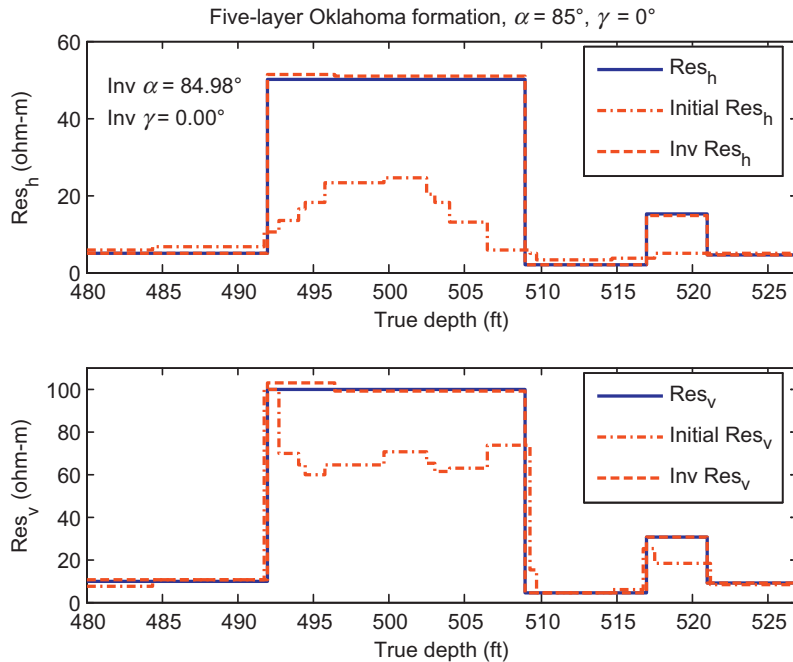 Five-layer Oklahoma formation, α = 85°, γ = 0°
Res_h (ohm-m)
60
40
20
0
Inv α = 84.98°
Inv γ = 0.00°
Res_h
Initial Res_h
Inv Res_h
480 485 490 495 500 505 510 515 520 525
True depth (ft)
Res_v (ohm-m)
100
80
60
40
20
0
Res_v
Initial Res_v
Inv Res_v
480 485 490 495 500 505 510 515 520 525
True depth (ft)